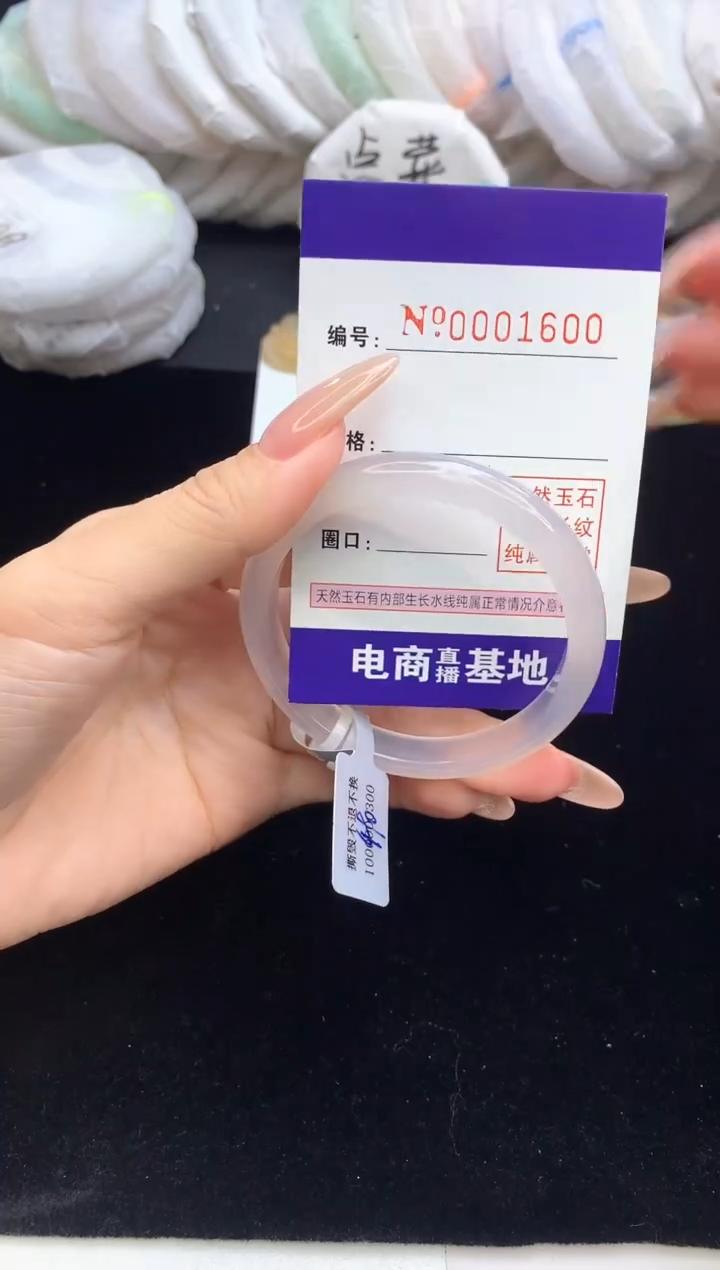 点
编号: Nº0001600
格:
然玉石
纹
圈口:
纯属
天然玉石有内部生长水线纯属正常情况介意
电商直播基地
撕毁不退不换